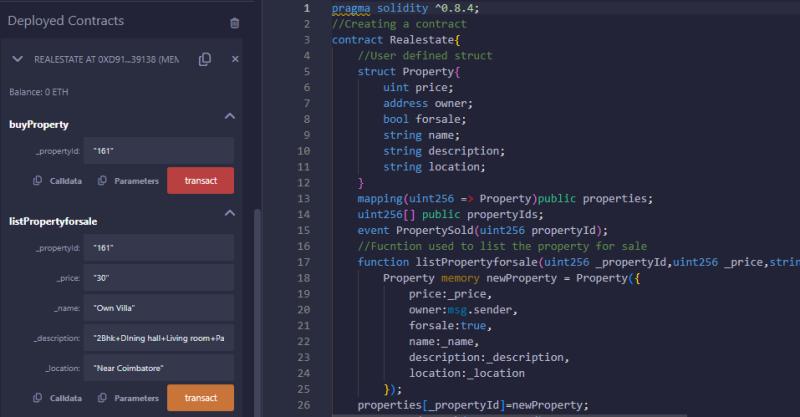 Deployed Contracts
REALESTATE AT 0XD91...39138 (MEM
Balance: 0 ETH
buyProperty
_propertyId: "161"
Calldata Parameters transact
listPropertyforsale
_propertyId: "161"
_price: "30"
_name: "Own Villa"
_description: "2Bhk+DIning hall+Living room+Pa
_location: "Near Coimbatore"
Calldata Parameters transact
1 pragma solidity ^0.8.4;
2 //Creating a contract
3 contract Realestate{
4 //User defined struct
5 struct Property{
6 uint price;
7 address owner;
8 bool forsale;
9 string name;
10 string description;
11 string location;
12 }
13 mapping(uint256 => Property)public properties;
14 uint256[] public propertyIds;
15 event PropertySold(uint256 propertyId);
16 //Fucntion used to list the property for sale
17 function listPropertyforsale(uint256 _propertyId,uint256 _price,strin
18 Property memory newProperty = Property({
19 price:_price,
20 owner:msg.sender,
21 forsale:true,
22 name:_name,
23 description:_description,
24 location:_location
25 });
26 properties[_propertyId]=newProperty;